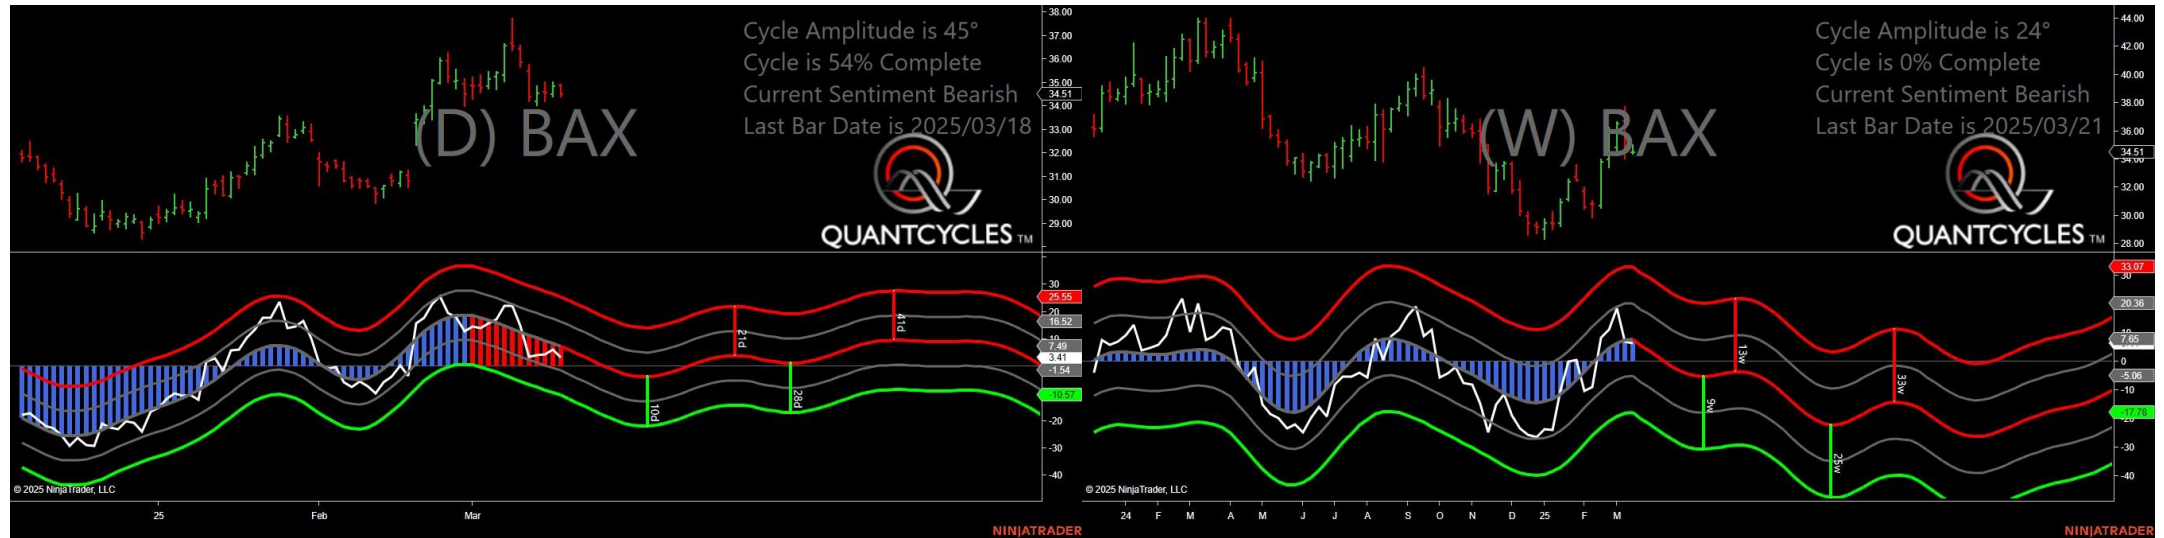 Cycle Amplitude is 45°
Cycle is 54% Complete
Current Sentiment Bearish
Last Bar Date is 2025/03/18
(D) BAX
QUANTCYCLES TM
38.00
37.00
36.00
35.00
34.51
34.00
33.00
32.00
31.00
30.00
29.00
30
25.55
20
16.52
10
7.49
3.41
-1.54
-10.57
-20
-30
-40
10d
21d
28d
41d
© 2025 NinjaTrader, LLC
25
Feb
Mar
NINJATRADER
Cycle Amplitude is 24°
Cycle is 0% Complete
Current Sentiment Bearish
Last Bar Date is 2025/03/21
(W) BAX
QUANTCYCLES TM
44.00
42.00
40.00
38.00
36.00
34.51
34.00
32.00
30.00
28.00
33.07
30
20.36
10
7.65
0
-5.06
-10
-17.78
-20
-30
-40
9w
13w
25w
33w
© 2025 NinjaTrader, LLC
24
F
M
A
M
J
J
A
S
O
N
D
25
F
M
NINJATRADER